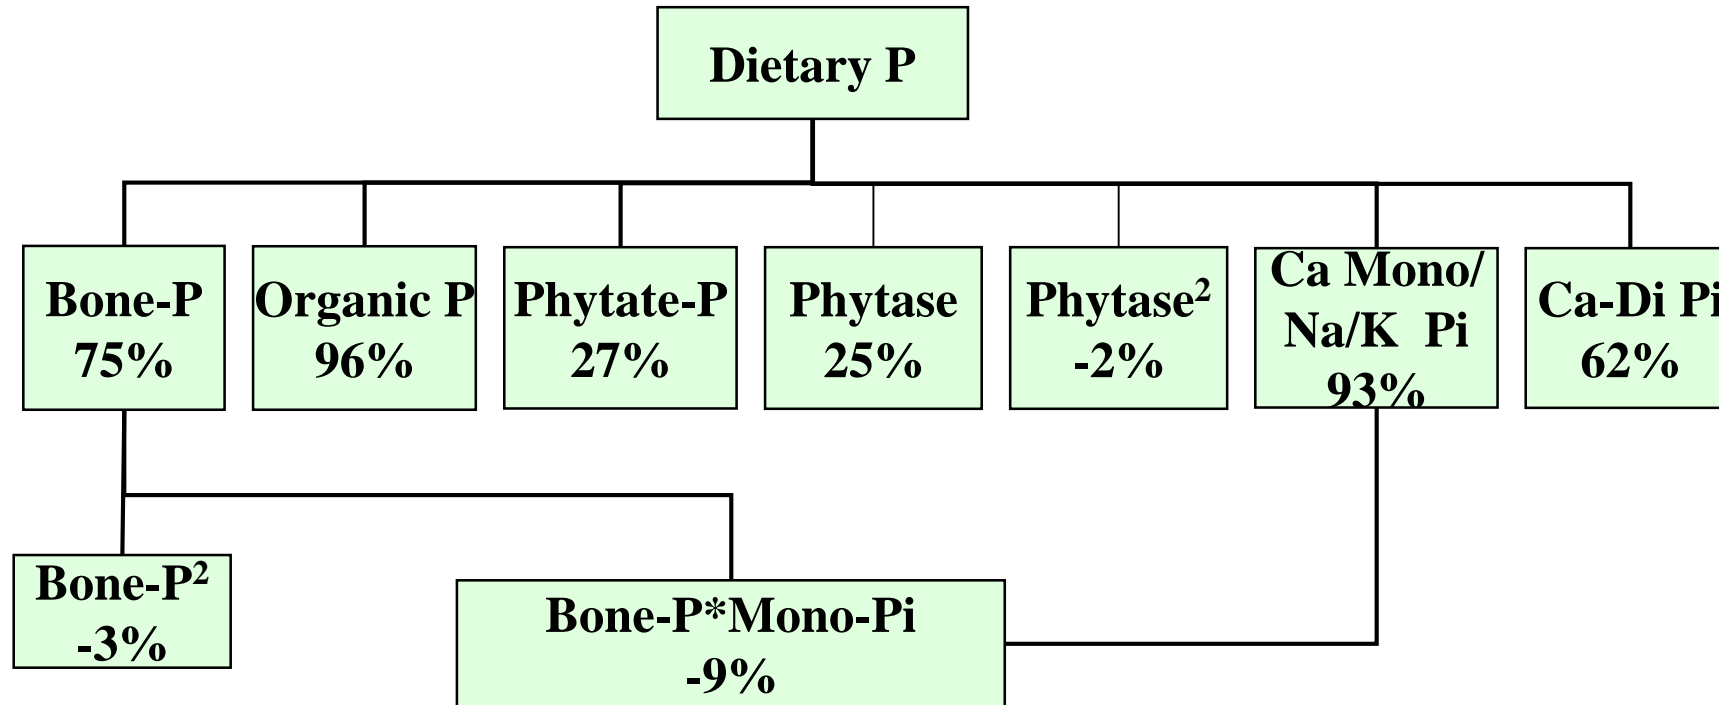 Dietary P
Bone-P
75%
Organic P
96%
Phytate-P
27%
Phytase
25%
Phytase²
-2%
Ca Mono/
Na/K Pi
93%
Ca-Di Pi
62%
Bone-P²
-3%
Bone-P*Mono-Pi
-9%